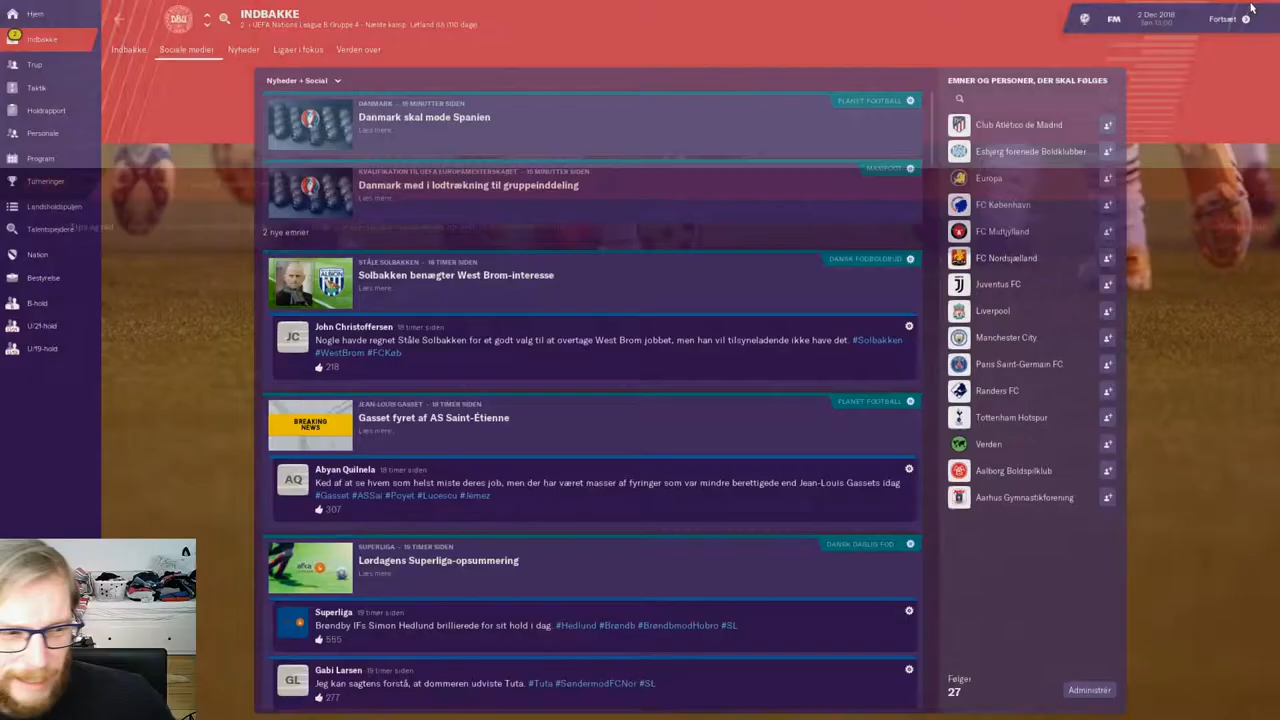 INDBAKKE
2. i UEFA Nations League B Gruppe 4 - Næste kamp: Letland (U) (110 dage)
FM
2 Dec 2018
Søn 13:00
Fortsæt
Hjem
2
Indbakke
Trup
Taktik
Holdrapport
Personale
Program
Turneringer
Landsholdspuljen
Talentspejdere
Nation
Bestyrelse
B-hold
U/21-hold
U/19-hold
Indbakke
Sociale medier
Nyheder
Ligaer i fokus
Verden over
Nyheder + Social
DANMARK - 15 MINUTTER SIDEN
PLANET FOOTBALL
Danmark skal møde Spanien
Læs mere..
KVALIFIKATION TIL UEFA EUROPAMESTERSKABET - 15 MINUTTER SIDEN
MAXIFOOT
Danmark med i lodtrækning til gruppeinddeling
Læs mere..
2 nye emner
STÅLE SOLBAKKEN - 18 TIMER SIDEN
DANSK FODBOLDBUD
Solbakken benægter West Brom-interesse
Læs mere..
JC
John Christoffersen 18 timer siden
Nogle havde regnet Ståle Solbakken for et godt valg til at overtage West Brom jobbet, men han vil tilsyneladende ikke have det. #Solbakken
#WestBrom #FCKøb
218
JEAN-LOUIS GASSET - 18 TIMER SIDEN
PLANET FOOTBALL
BREAKING
NEWS
Gasset fyret af AS Saint-Étienne
Læs mere..
AQ
Abyan Quilnela 18 timer siden
Ked af at se hvem som helst miste deres job, men der har været masser af fyringer som var mindre berettigede end Jean-Louis Gassets idag
#Gasset #ASSai #Poyet #Lucescu #Jémez
307
SUPERLIGA - 19 TIMER SIDEN
DANSK DAGLIG FOD
Lørdagens Superliga-opsummering
Læs mere..
Superliga 19 timer siden
Brøndby IFs Simon Hedlund brillerede for sit hold i dag. #Hedlund #Brøndb #BrøndbmodHobro #SL
555
GL
Gabi Larsen 19 timer siden
Jeg kan sagtens forstå, at dommeren udviste Tuta. #Tuta #SøndermodFCNor #SL
277
EMNER OG PERSONER, DER SKAL FØLGES
Club Atlético de Madrid
Esbjerg forenede Boldklubber
Europa
FC København
FC Midtjylland
FC Nordsjælland
Juventus FC
Liverpool
Manchester City
Paris Saint-Germain FC
Randers FC
Tottenham Hotspur
Verden
Aalborg Boldspilklub
Aarhus Gymnastikforening
Følger
27
Administrér